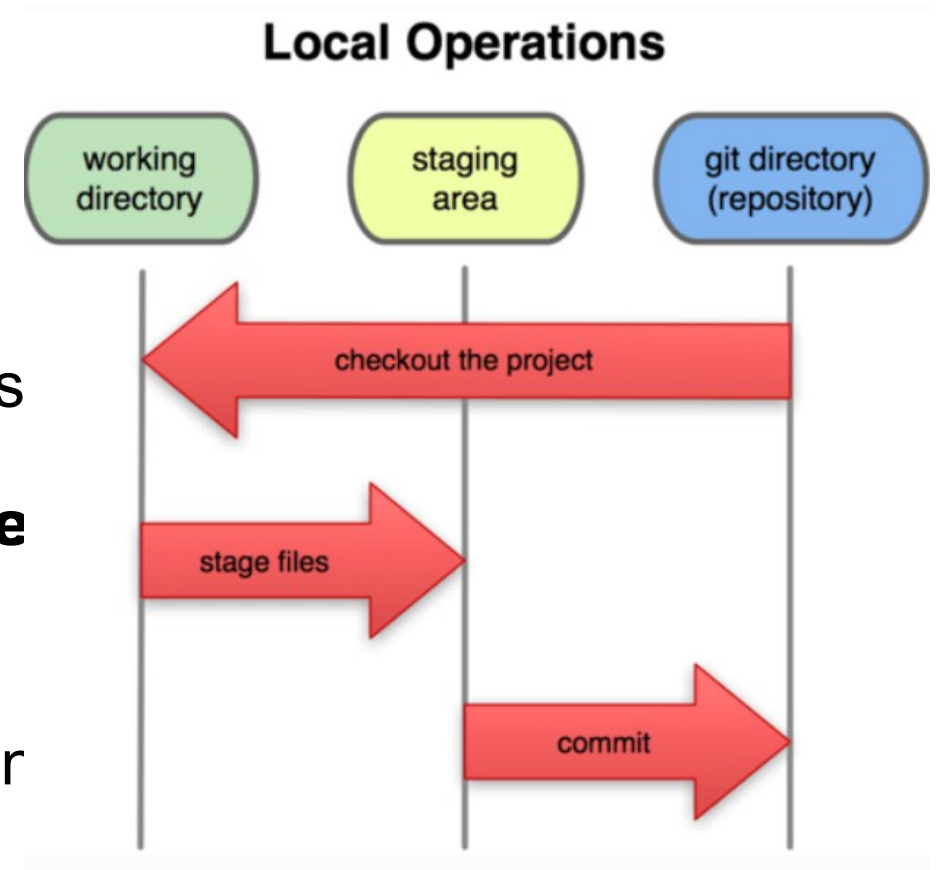 Local Operations
working
directory
staging
area
git directory
(repository)
checkout the project
s
e
stage files
commit